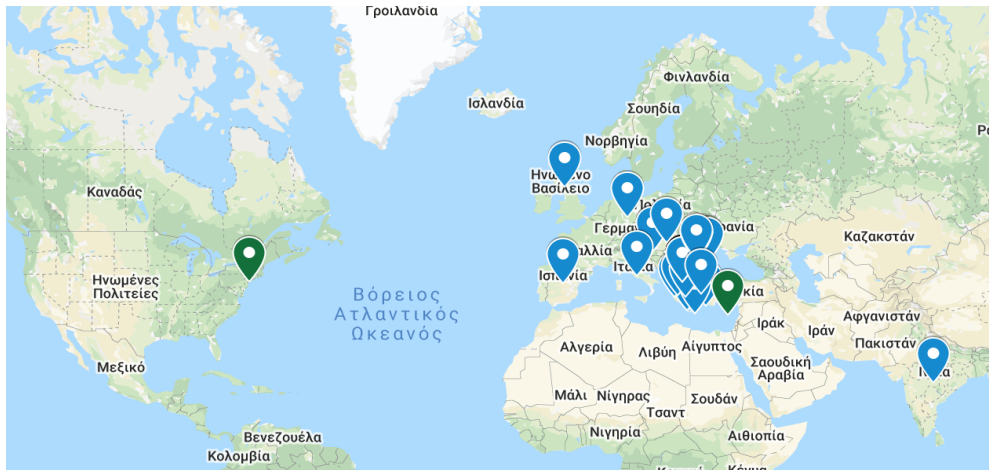 Γροιλανδία
Φινλανδία
Ισλανδία
Σουηδία
Νορβηγία
Καναδάς
Ηνωμένο
Βασίλειο
Καζακστάν
Ηνωμένες
Πολιτείες
Βόρειος
Ατλαντικός
Ωκεανός
Αφγανιστάν
Ιράκ
Ιράν
Πακιστάν
Αλγερία
Λιβύη
Αίγυπτος
Σαουδική
Αραβία
Μεξικό
Μάλι
Νίγηρας
Σουδάν
Τσαντ
Νιγηρία
Αιθιοπία
Βενεζουέλα
Κολομβία